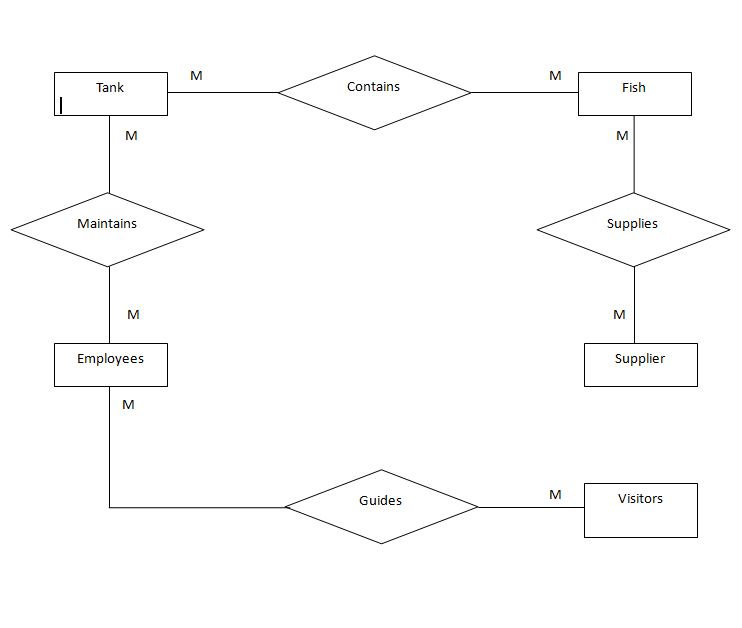 Tank
M
Contains
M
Fish
M
M
Maintains
Supplies
M
M
Employees
Supplier
M
Guides
M
Visitors